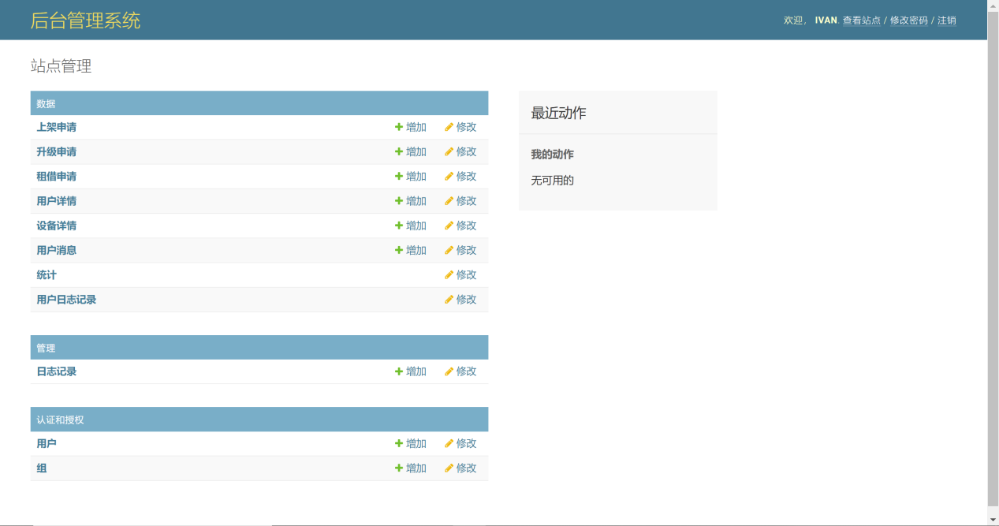 后台管理系统
欢迎， IVAN. 查看站点 / 修改密码 / 注销
站点管理
数据
上架申请 增加 修改
升级申请 增加 修改
租借申请 增加 修改
用户详情 增加 修改
设备详情 增加 修改
用户消息 增加 修改
统计 修改
用户日志记录 修改
管理
日志记录 增加 修改
认证和授权
用户 增加 修改
组 增加 修改
最近动作
我的动作
无可用的